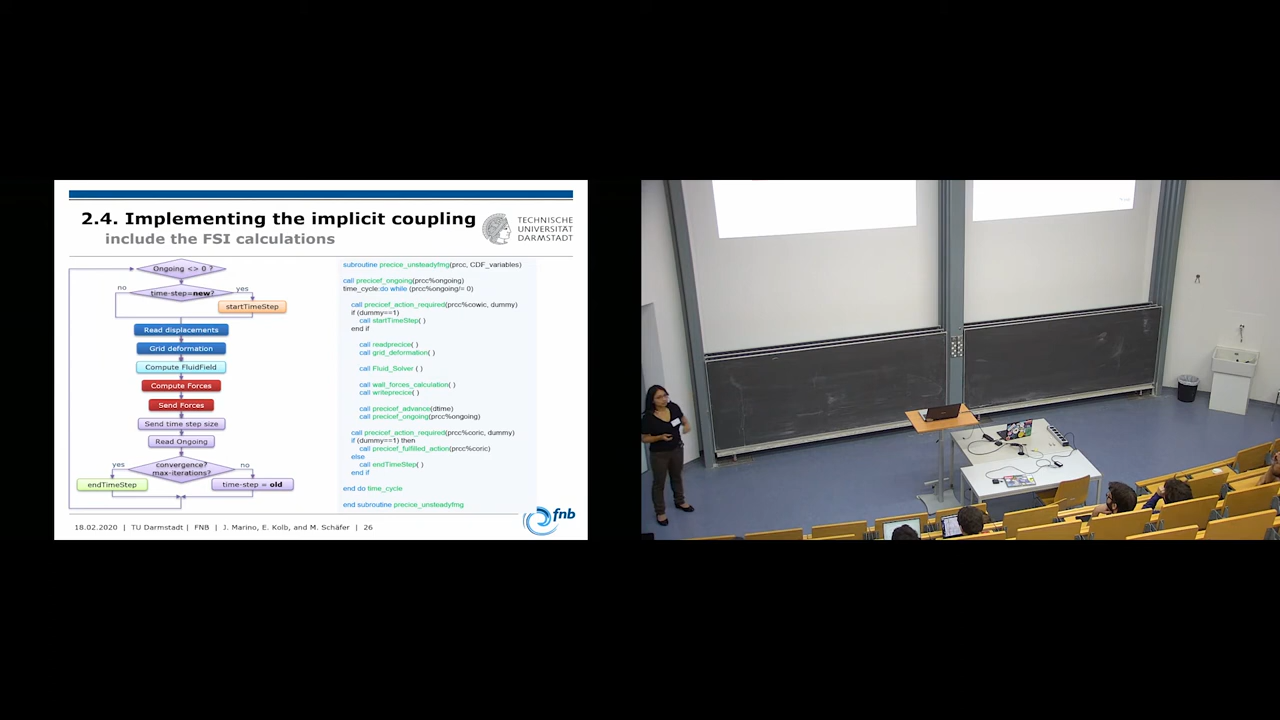 2.4. Implementing the implicit coupling
include the FSI calculations
TECHNISCHE
UNIVERSITÄT
DARMSTADT
Ongoing <> 0 ?
no
time-step=new?
yes
startTimeStep
Read displacements
Grid deformation
Compute FluidField
Compute Forces
Send Forces
Send time step size
Read Ongoing
yes
convergence?
max-iterations?
no
endTimeStep
time-step = old
subroutine precice_unsteadyfmg(prcc, CDF_variables)
call precicef_ongoing(prcc%ongoing)
time_cycle:do while (prcc%ongoing/= 0)
call precicef_action_required(prcc%cowic, dummy)
if (dummy==1)
call startTimeStep( )
end if
call readprecice( )
call grid_deformation( )
call Fluid_Solver ( )
call wall_forces_calculation( )
call writeprecice( )
call precicef_advance(dtime)
call precicef_ongoing(prcc%ongoing)
call precicef_action_required(prcc%coric, dummy)
if (dummy==1) then
call precicef_fulfilled_action(prcc%coric)
else
call endTimeStep( )
end if
end do time_cycle
end subroutine precice_unsteadyfmg
18.02.2020 | TU Darmstadt | FNB | J. Marino, E. Kolb, and M. Schäfer | 26
fnb